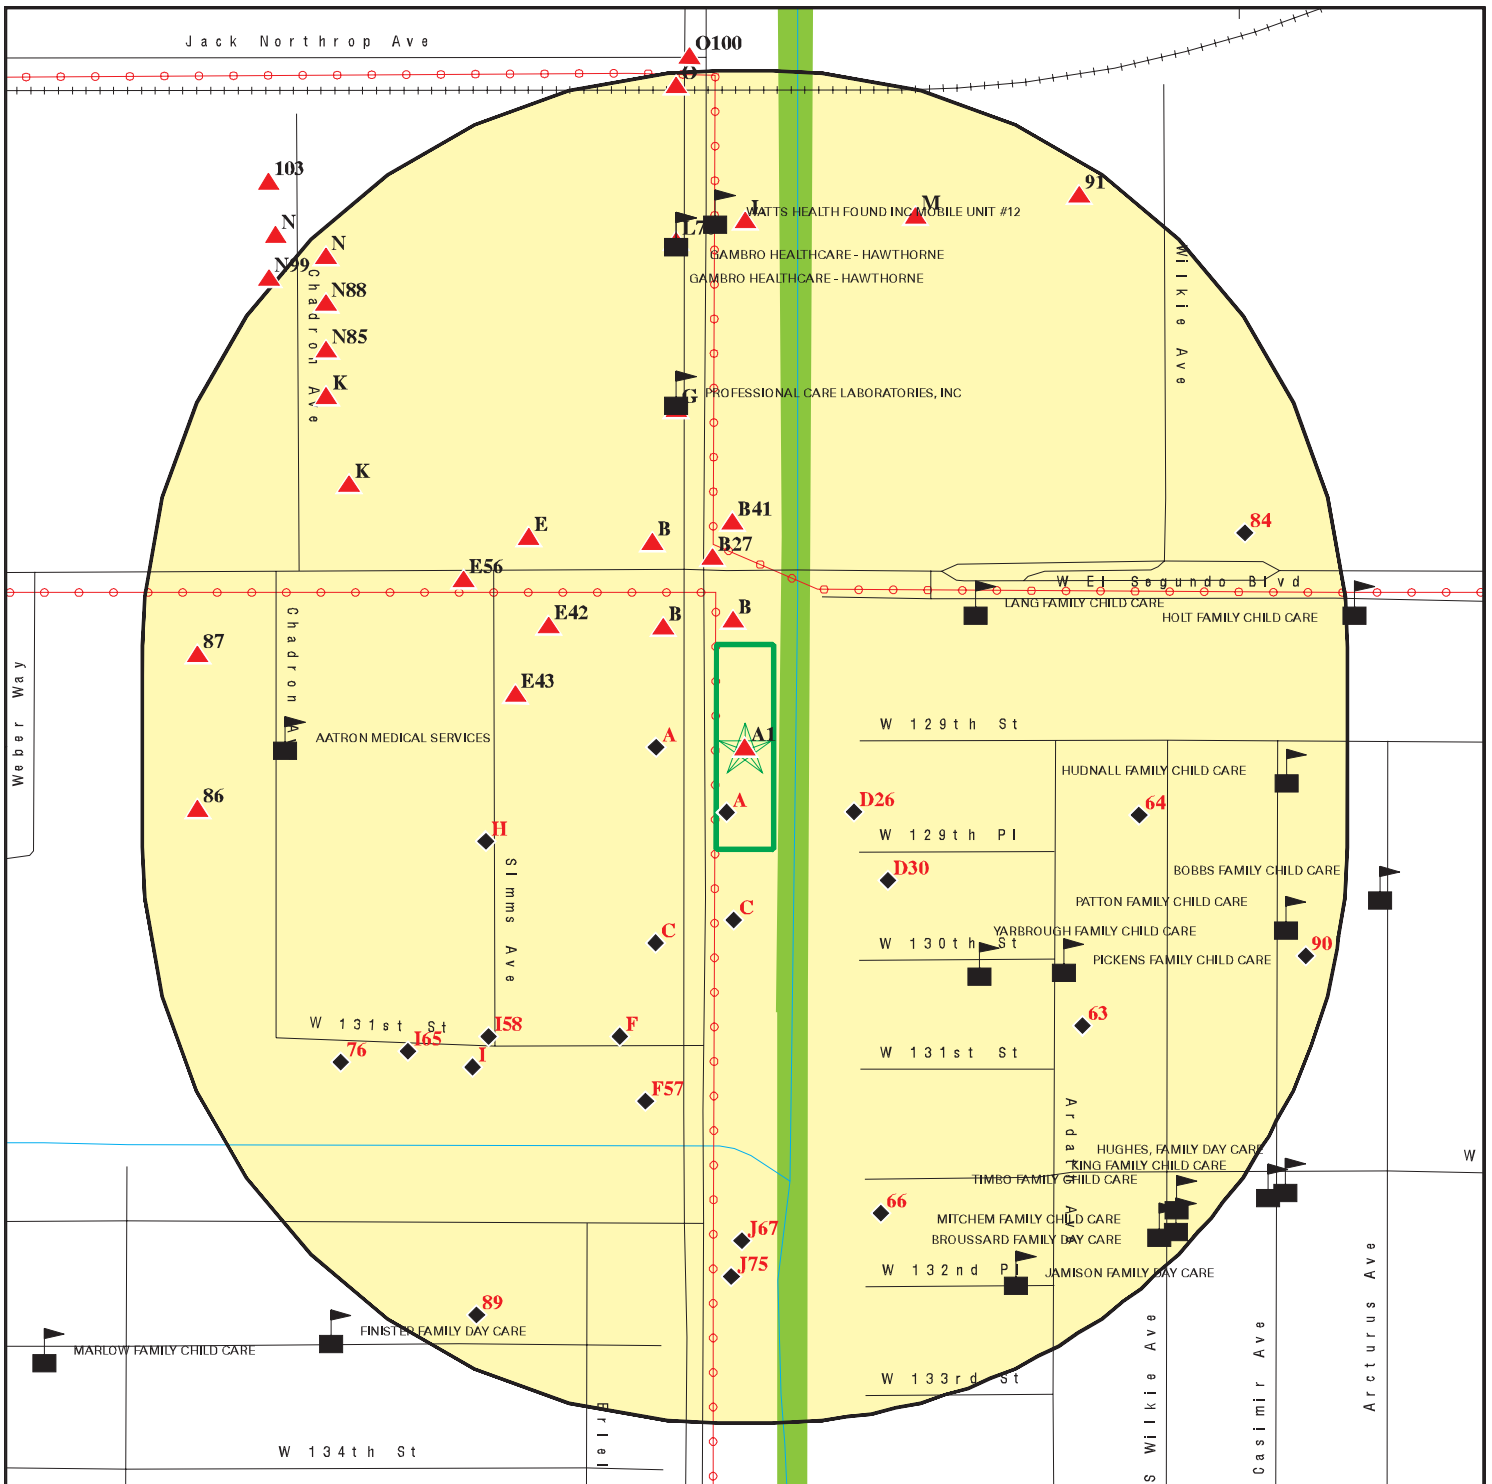 Jack Northrop Ave
O100
O
103
91
N
M
J
WATTS HEALTH FOUND INC MOBILE UNIT #12
N
GAMBRO HEALTHCARE - HAWTHORNE
N99
GAMBRO HEALTHCARE - HAWTHORNE
N88
Chadron Ave
Wilkie Ave
N85
K
G
PROFESSIONAL CARE LABORATORIES, INC
K
B41
84
E
B
B27
E56
W El Segundo Blvd
LANG FAMILY CHILD CARE
HOLT FAMILY CHILD CARE
E42
B
B
87
Chadron Av
Weber Way
E43
W 129th St
AATRON MEDICAL SERVICES
A
A1
HUDNALL FAMILY CHILD CARE
86
A
D26
64
H
W 129th Pl
D30
BOBBS FAMILY CHILD CARE
Simms Ave
PATTON FAMILY CHILD CARE
C
C
YARBROUGH FAMILY CHILD CARE
W 130th St
90
PICKENS FAMILY CHILD CARE
W 131st St
I58
F
63
76
I65
I
W 131st St
F57
Ardath Ave
HUGHES, FAMILY DAY CARE
W
KING FAMILY CHILD CARE
TIMBO FAMILY CHILD CARE
66
MITCHEM FAMILY CHILD CARE
J67
BROUSSARD FAMILY DAY CARE
J75
W 132nd Pl
JAMISON FAMILY DAY CARE
89
FINISTER FAMILY DAY CARE
MARLOW FAMILY CHILD CARE
W 133rd St
S Wilkie Ave
Casimir Ave
Arcturus Ave
W 134th St